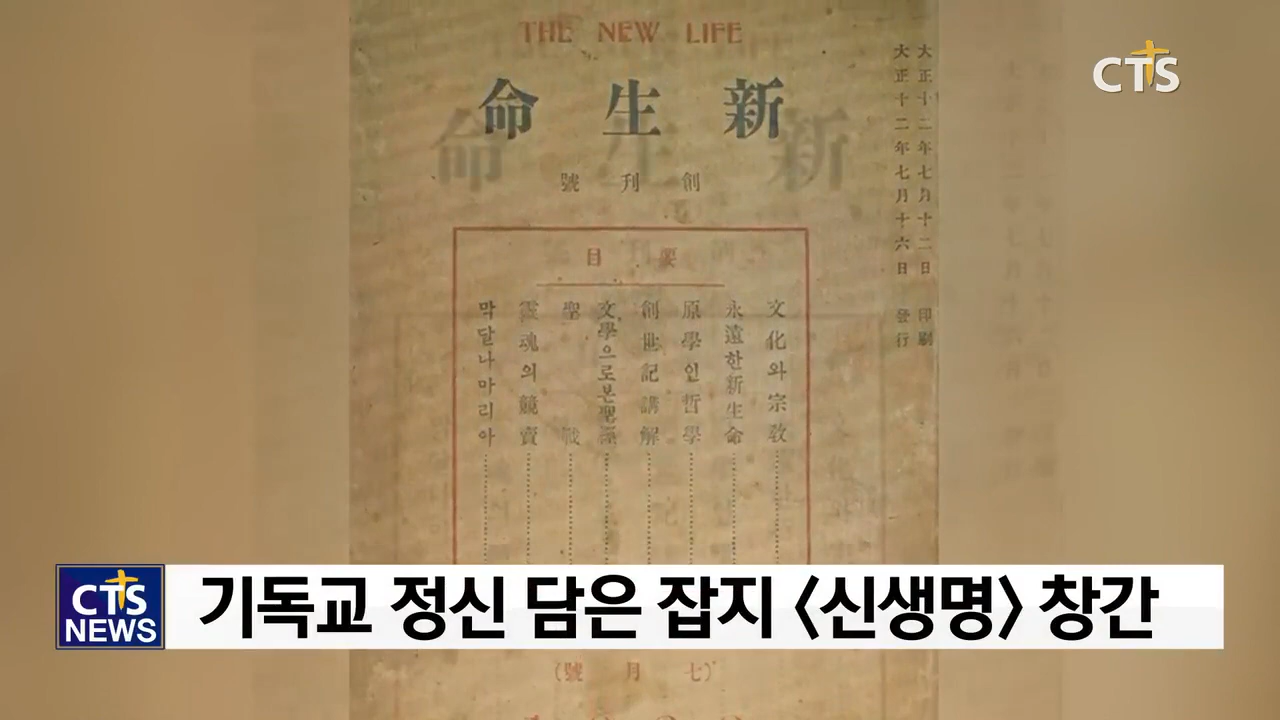 THE NEW LIFE
命 生 新
號 刊 創
大正十二年七月十二日 印刷
大正十二年七月十六日 發行
目 要
文化와宗敎
永遠한新生命
原學인哲學
創世記講解
文學으로본聖經
聖 戰
靈魂의競賣
막달나마리아
CTS
CTS
NEWS
기독교 정신 담은 잡지 <신생명> 창간
(號 月 七)